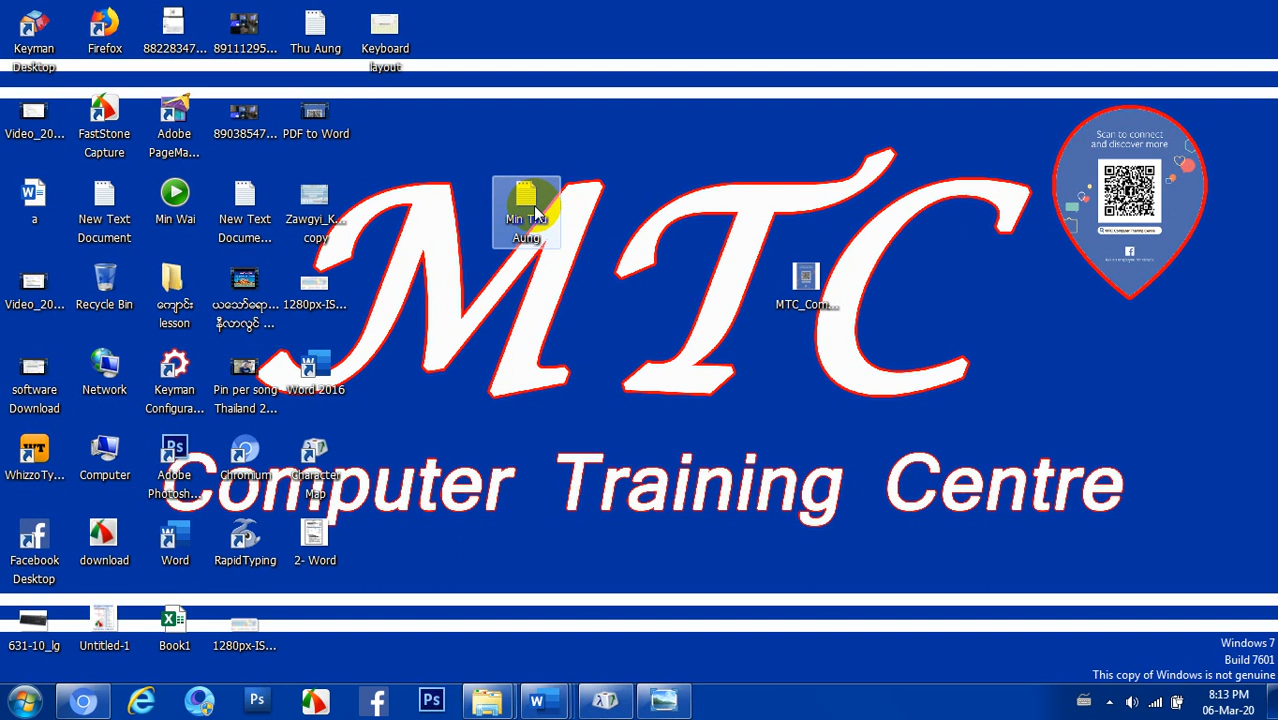 Keyman Desktop
Firefox
88228347...
89111295...
Thu Aung
Keyboard layout
Video_20...
FastStone Capture
Adobe PageMa...
89038547...
PDF to Word
a
New Text Document
Min Wai
New Text Docume...
Zawgyi_K... copy
Aung
Video_20...
Recycle Bin
ကျောင်း lesson
1280px-IS...
MTC_Com...
software Download
Network
Keyman Configura...
Pin per song Thailand 2...
Word 2016
WhizzoTy...
Computer
Adobe Photosh...
Chromium
Character Map
Facebook Desktop
download
Word
RapidTyping
2- Word
631-10_lg
Untitled-1
Book1
1280px-IS...
MTC
Computer Training Centre
Scan to connect
and discover more
MTC Computer Training Centre
Windows 7
Build 7601
This copy of Windows is not genuine
8:13 PM
06-Mar-20